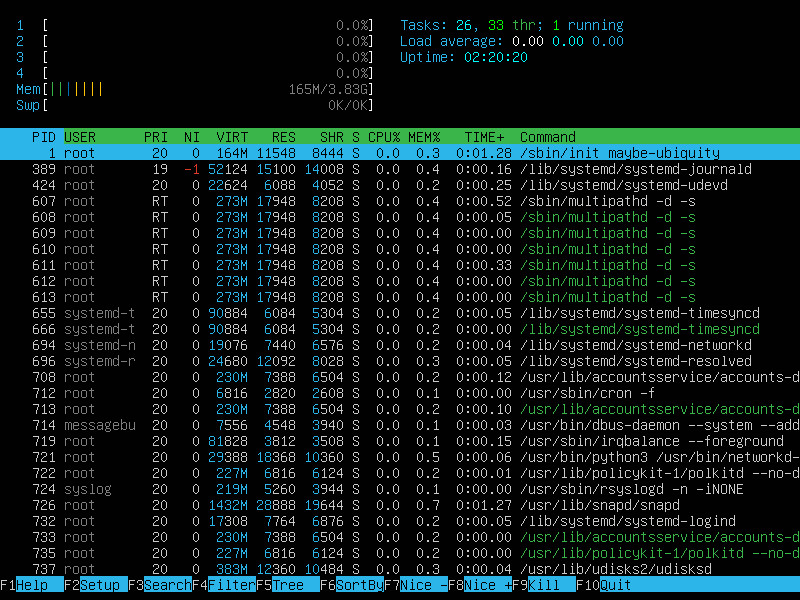 1 [ 0.0%] Tasks: 26, 33 thr; 1 running
2 [ 0.0%] Load average: 0.00 0.00 0.00
3 [ 0.0%] Uptime: 02:20:20
4 [ 0.0%]
Mem[||||||| 165M/3.83G]
Swp[ 0K/0K]
PID USER PRI NI VIRT RES SHR S CPU% MEM% TIME+ Command
1 root 20 0 164M 11548 8444 S 0.0 0.3 0:01.28 /sbin/init maybe-ubiquity
389 root 19 -1 52124 15100 14008 S 0.0 0.4 0:00.16 /lib/systemd/systemd-journald
424 root 20 0 22624 6088 4052 S 0.0 0.2 0:00.25 /lib/systemd/systemd-udevd
607 root RT 0 273M 17948 8208 S 0.0 0.4 0:00.52 /sbin/multipathd -d -s
608 root RT 0 273M 17948 8208 S 0.0 0.4 0:00.05 /sbin/multipathd -d -s
609 root RT 0 273M 17948 8208 S 0.0 0.4 0:00.00 /sbin/multipathd -d -s
610 root RT 0 273M 17948 8208 S 0.0 0.4 0:00.00 /sbin/multipathd -d -s
611 root RT 0 273M 17948 8208 S 0.0 0.4 0:00.33 /sbin/multipathd -d -s
612 root RT 0 273M 17948 8208 S 0.0 0.4 0:00.00 /sbin/multipathd -d -s
613 root RT 0 273M 17948 8208 S 0.0 0.4 0:00.00 /sbin/multipathd -d -s
655 systemd-t 20 0 90884 6084 5304 S 0.0 0.2 0:00.05 /lib/systemd/systemd-timesyncd
666 systemd-t 20 0 90884 6084 5304 S 0.0 0.2 0:00.00 /lib/systemd/systemd-timesyncd
694 systemd-n 20 0 19076 7440 6576 S 0.0 0.2 0:00.04 /lib/systemd/systemd-networkd
696 systemd-r 20 0 24680 12092 8028 S 0.0 0.3 0:00.05 /lib/systemd/systemd-resolved
708 root 20 0 230M 7388 6504 S 0.0 0.2 0:00.12 /usr/lib/accountsservice/accounts-d
712 root 20 0 6816 2820 2608 S 0.0 0.1 0:00.00 /usr/sbin/cron -f
713 root 20 0 230M 7388 6504 S 0.0 0.2 0:00.10 /usr/lib/accountsservice/accounts-d
714 messagebu 20 0 7556 4548 3940 S 0.0 0.1 0:00.03 /usr/bin/dbus-daemon --system --add
719 root 20 0 81828 3812 3508 S 0.0 0.1 0:00.15 /usr/sbin/irqbalance --foreground
721 root 20 0 29388 18368 10360 S 0.0 0.5 0:00.06 /usr/bin/python3 /usr/bin/networkd-
722 root 20 0 227M 6816 6124 S 0.0 0.2 0:00.01 /usr/lib/policykit-1/polkitd --no-d
724 syslog 20 0 219M 5260 3944 S 0.0 0.1 0:00.00 /usr/sbin/rsyslogd -n -iNONE
726 root 20 0 1432M 28888 19644 S 0.0 0.7 0:01.27 /usr/lib/snapd/snapd
732 root 20 0 17308 7764 6876 S 0.0 0.2 0:00.05 /lib/systemd/systemd-logind
733 root 20 0 230M 7388 6504 S 0.0 0.2 0:00.00 /usr/lib/accountsservice/accounts-d
735 root 20 0 227M 6816 6124 S 0.0 0.2 0:00.00 /usr/lib/policykit-1/polkitd --no-d
737 root 20 0 383M 12360 10484 S 0.0 0.3 0:00.04 /usr/lib/udisks2/udisksd
F1Help F2Setup F3SearchF4FilterF5Tree F6SortByF7Nice -F8Nice +F9Kill F10Quit